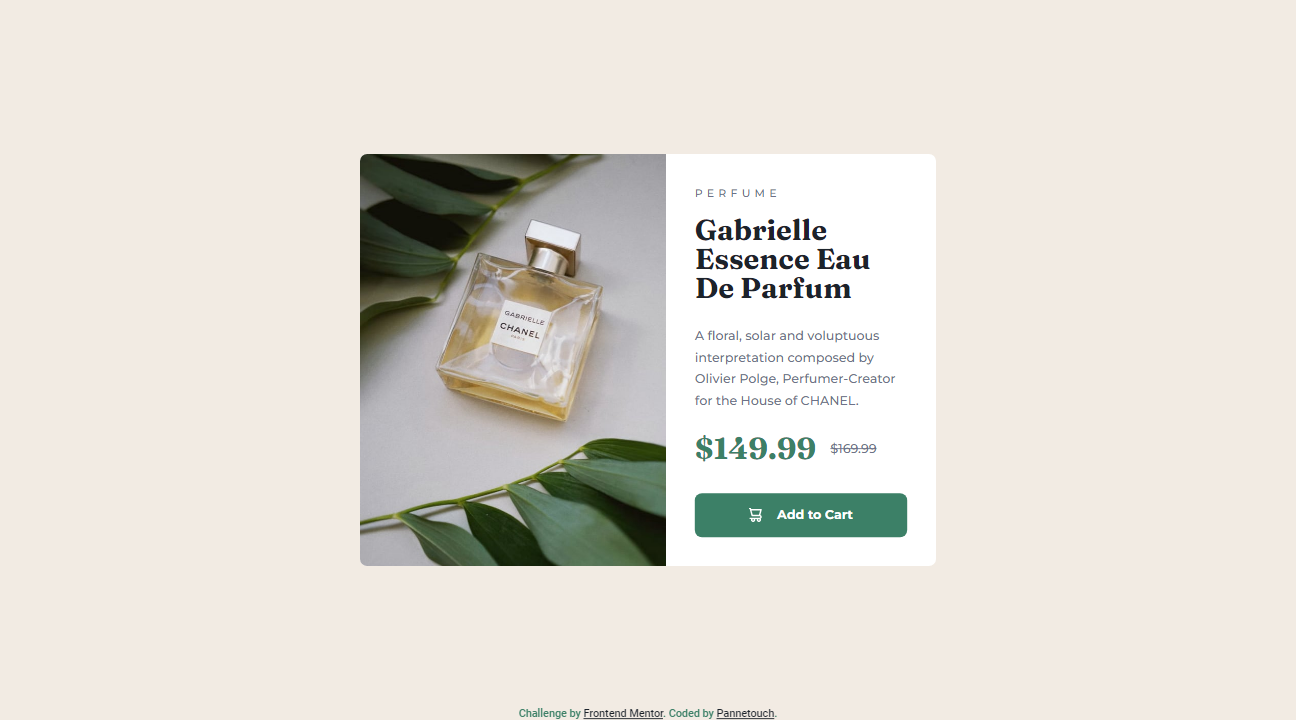 GABRIELLE
CHANEL
PARIS
PERFUME
Gabrielle
Essence Eau
De Parfum
A floral, solar and voluptuous
interpretation composed by
Olivier Polge, Perfumer-Creator
for the House of CHANEL.
$149.99 $169.99
Add to Cart
Challenge by Frontend Mentor. Coded by Pannetouch.